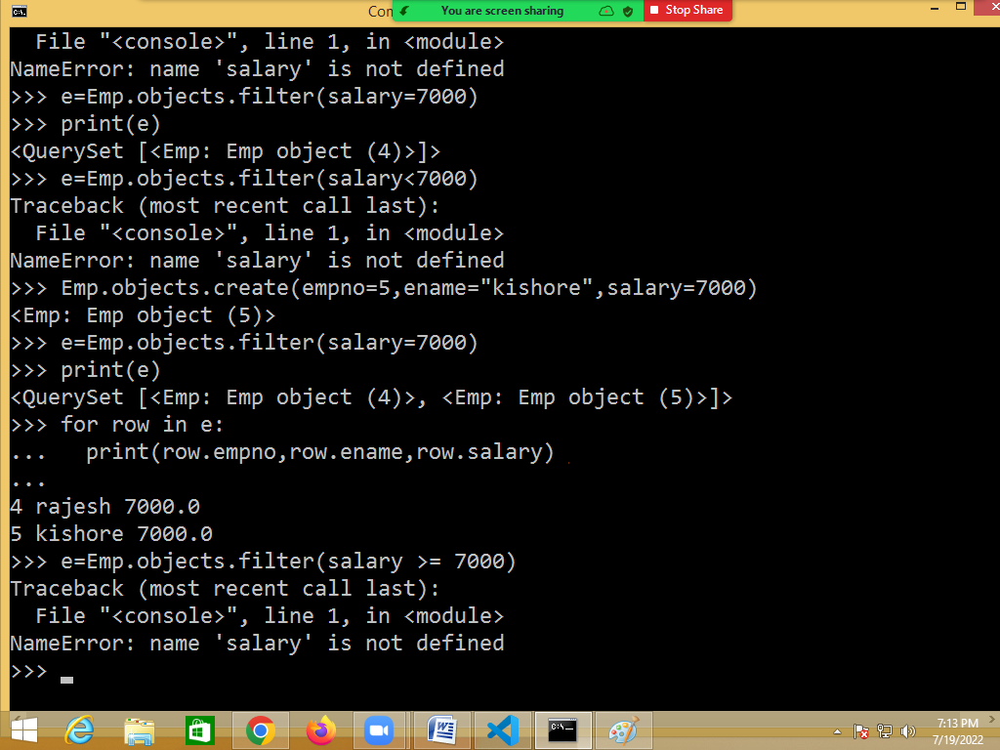 You are screen sharing
Stop Share
File "<console>", line 1, in <module>
NameError: name 'salary' is not defined
>>> e=Emp.objects.filter(salary=7000)
>>> print(e)
<QuerySet [<Emp: Emp object (4)>]>
>>> e=Emp.objects.filter(salary<7000)
Traceback (most recent call last):
  File "<console>", line 1, in <module>
NameError: name 'salary' is not defined
>>> Emp.objects.create(empno=5,ename="kishore",salary=7000)
<Emp: Emp object (5)>
>>> e=Emp.objects.filter(salary=7000)
>>> print(e)
<QuerySet [<Emp: Emp object (4)>, <Emp: Emp object (5)>]>
>>> for row in e:
...   print(row.empno,row.ename,row.salary)
...
4 rajesh 7000.0
5 kishore 7000.0
>>> e=Emp.objects.filter(salary >= 7000)
Traceback (most recent call last):
  File "<console>", line 1, in <module>
NameError: name 'salary' is not defined
>>>
7:13 PM
7/19/2022